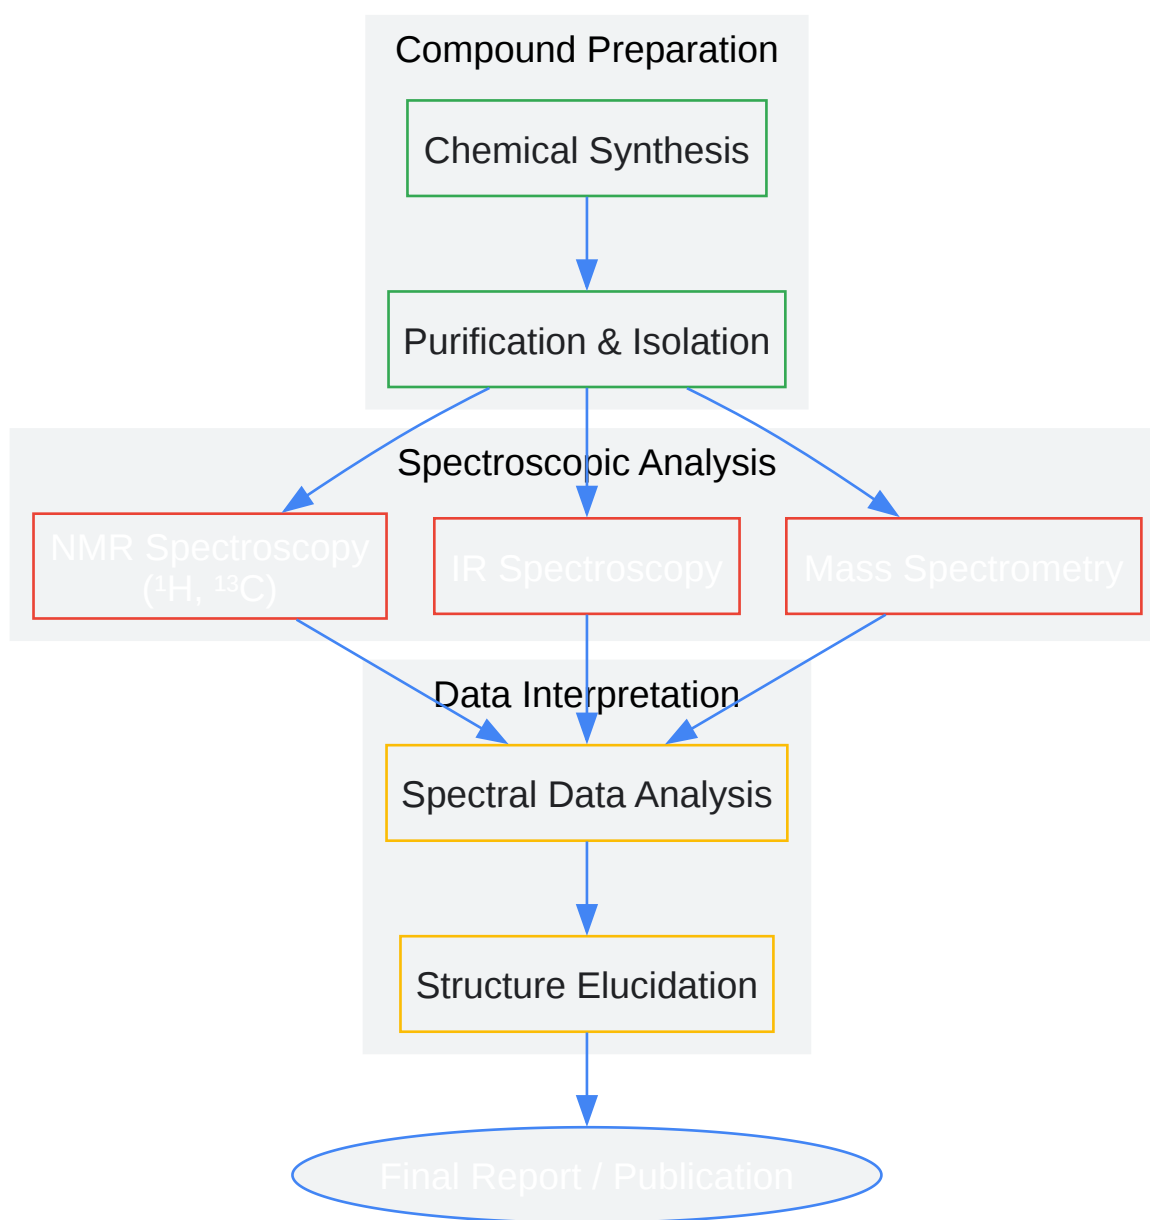 Compound Preparation
Chemical Synthesis
Purification & Isolation
Spectroscopic Analysis
NMR Spectroscopy
(¹H, ¹³C)
IR Spectroscopy
Mass Spectrometry
Data Interpretation
Spectral Data Analysis
Structure Elucidation
Final Report / Publication